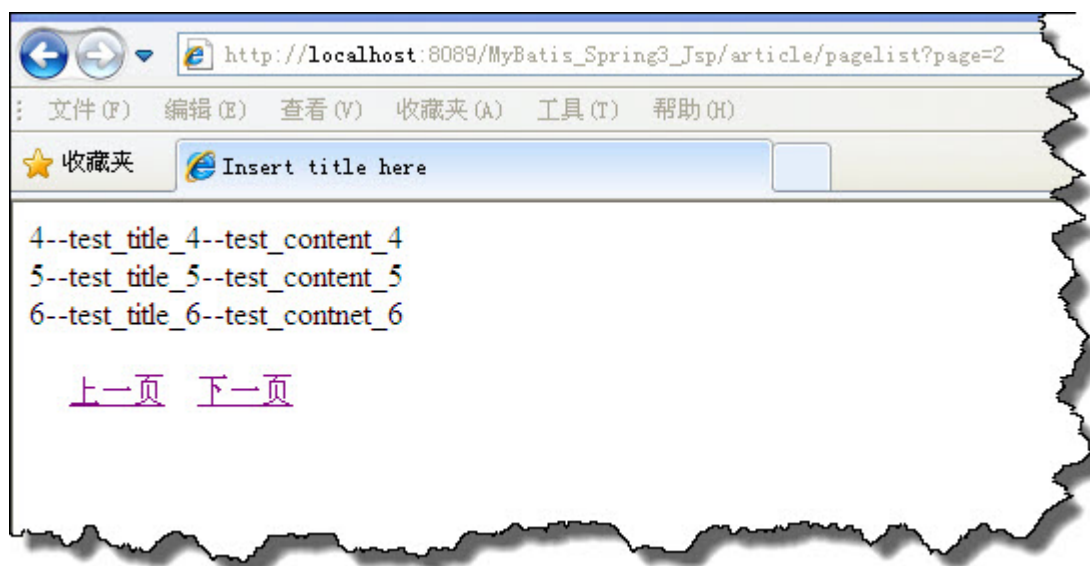 http://localhost:8089/MyBatis_Spring3_Jsp/article/pagelist?page=2
文件(F) 编辑(E) 查看(V) 收藏夹(A) 工具(T) 帮助(H)
收藏夹 Insert title here
4--test_title_4--test_content_4
5--test_title_5--test_content_5
6--test_title_6--test_contnet_6
上一页 下一页